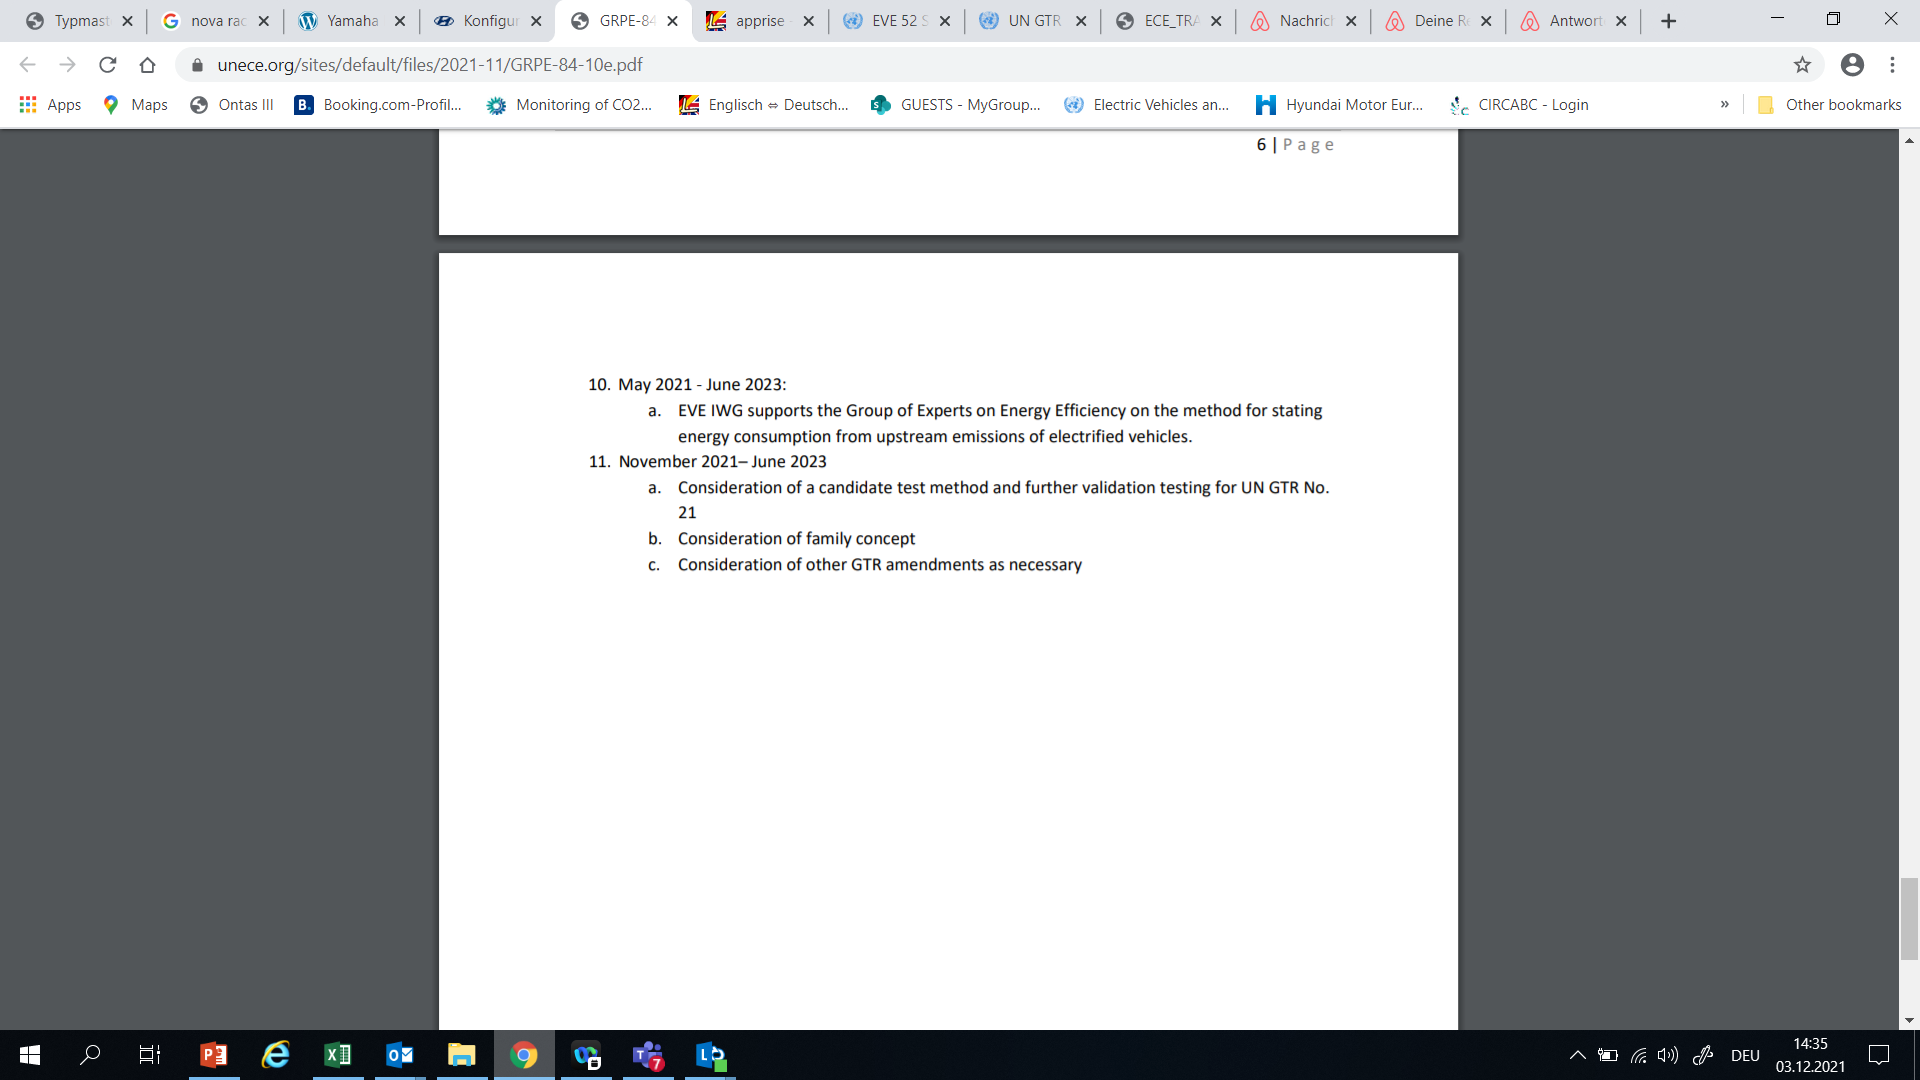 Typmast
nova rac
Yamaha
Konfigur
GRPE-84
apprise -
EVE 52 S
UN GTR
ECE_TRA
Nachrich
Deine Re
Antwort
unece.org/sites/default/files/2021-11/GRPE-84-10e.pdf
Apps
Maps
Ontas III
Booking.com-Profil...
Monitoring of CO2...
Englisch ⇔ Deutsch...
GUESTS - MyGroup...
Electric Vehicles an...
Hyundai Motor Eur...
CIRCABC - Login
»
Other bookmarks
6 | Page
10. May 2021 - June 2023:
a. EVE IWG supports the Group of Experts on Energy Efficiency on the method for stating
energy consumption from upstream emissions of electrified vehicles.
11. November 2021– June 2023
a. Consideration of a candidate test method and further validation testing for UN GTR No.
21
b. Consideration of family concept
c. Consideration of other GTR amendments as necessary
7
DEU
14:35
03.12.2021